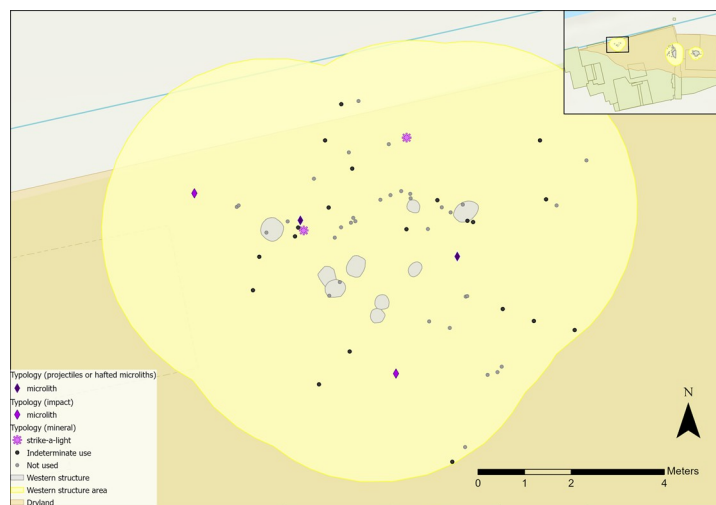 N
Meters
0 1 2 4
Typology (projectiles or hafted microliths)
microlith
Typology (impact)
microlith
Typology (mineral)
strike-a-light
Indeterminate use
Not used
Western structure
Western structure area
Dryland